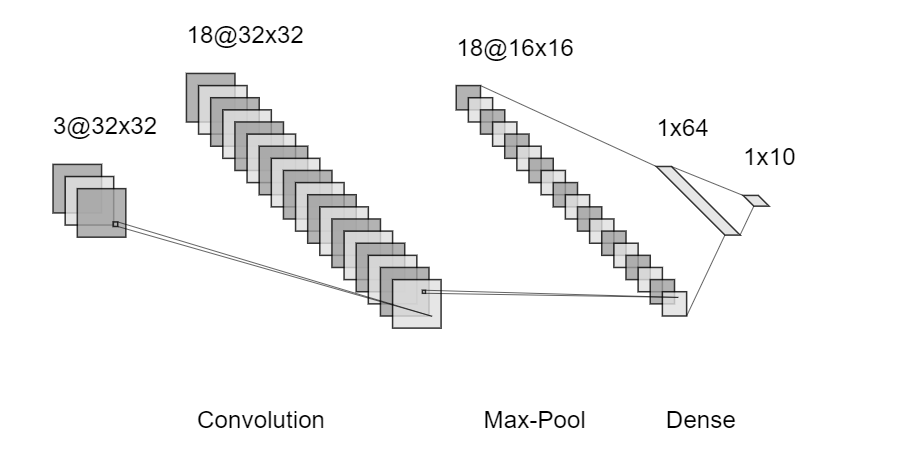 18@32x32
18@16x16
3@32x32
1x64
1x10
Convolution
Max-Pool
Dense